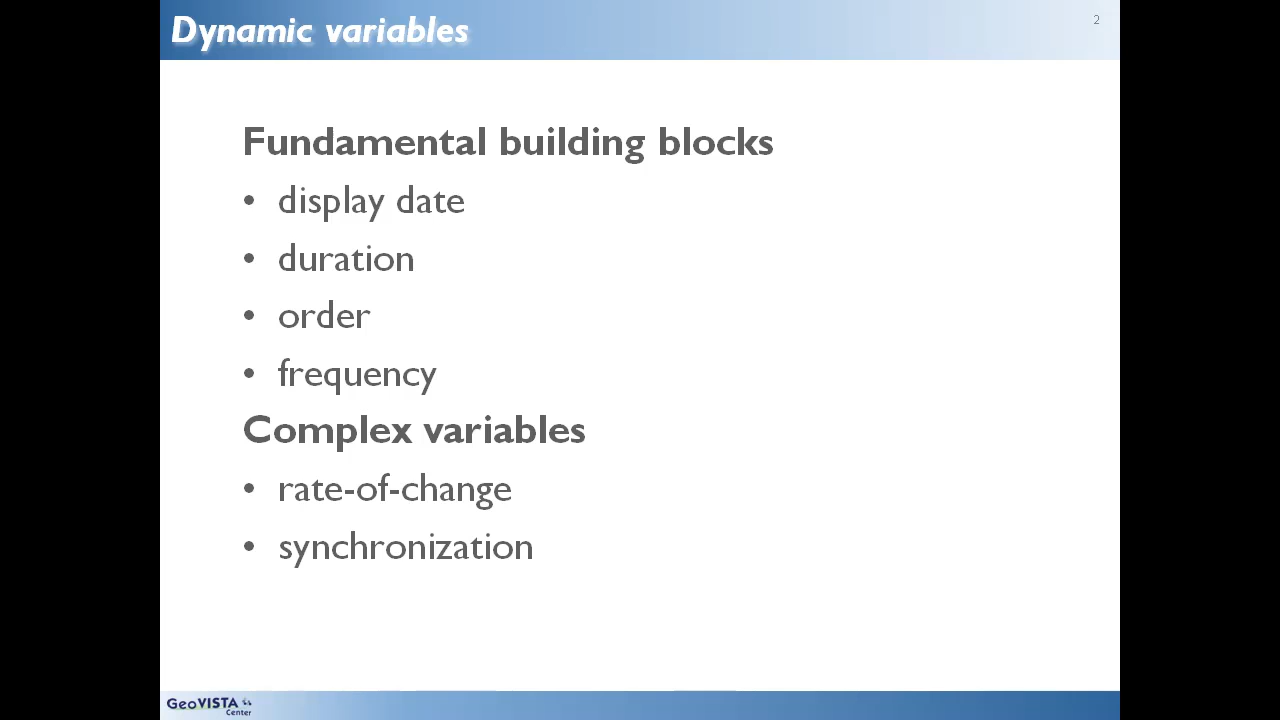 Dynamic variables
2
Fundamental building blocks
• display date
• duration
• order
• frequency
Complex variables
• rate-of-change
• synchronization
GeoVISTA
Center